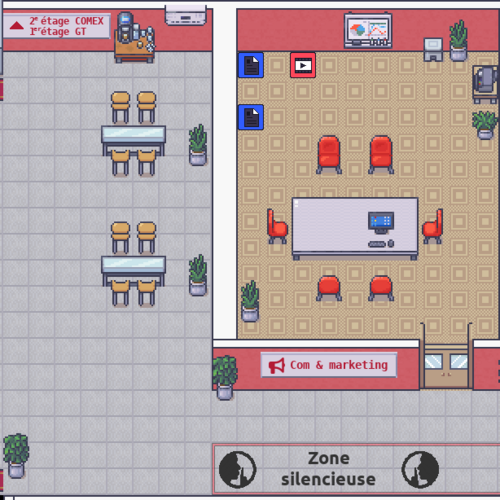 2e étage COMEX
1er étage GT
Com & marketing
Zone
silencieuse